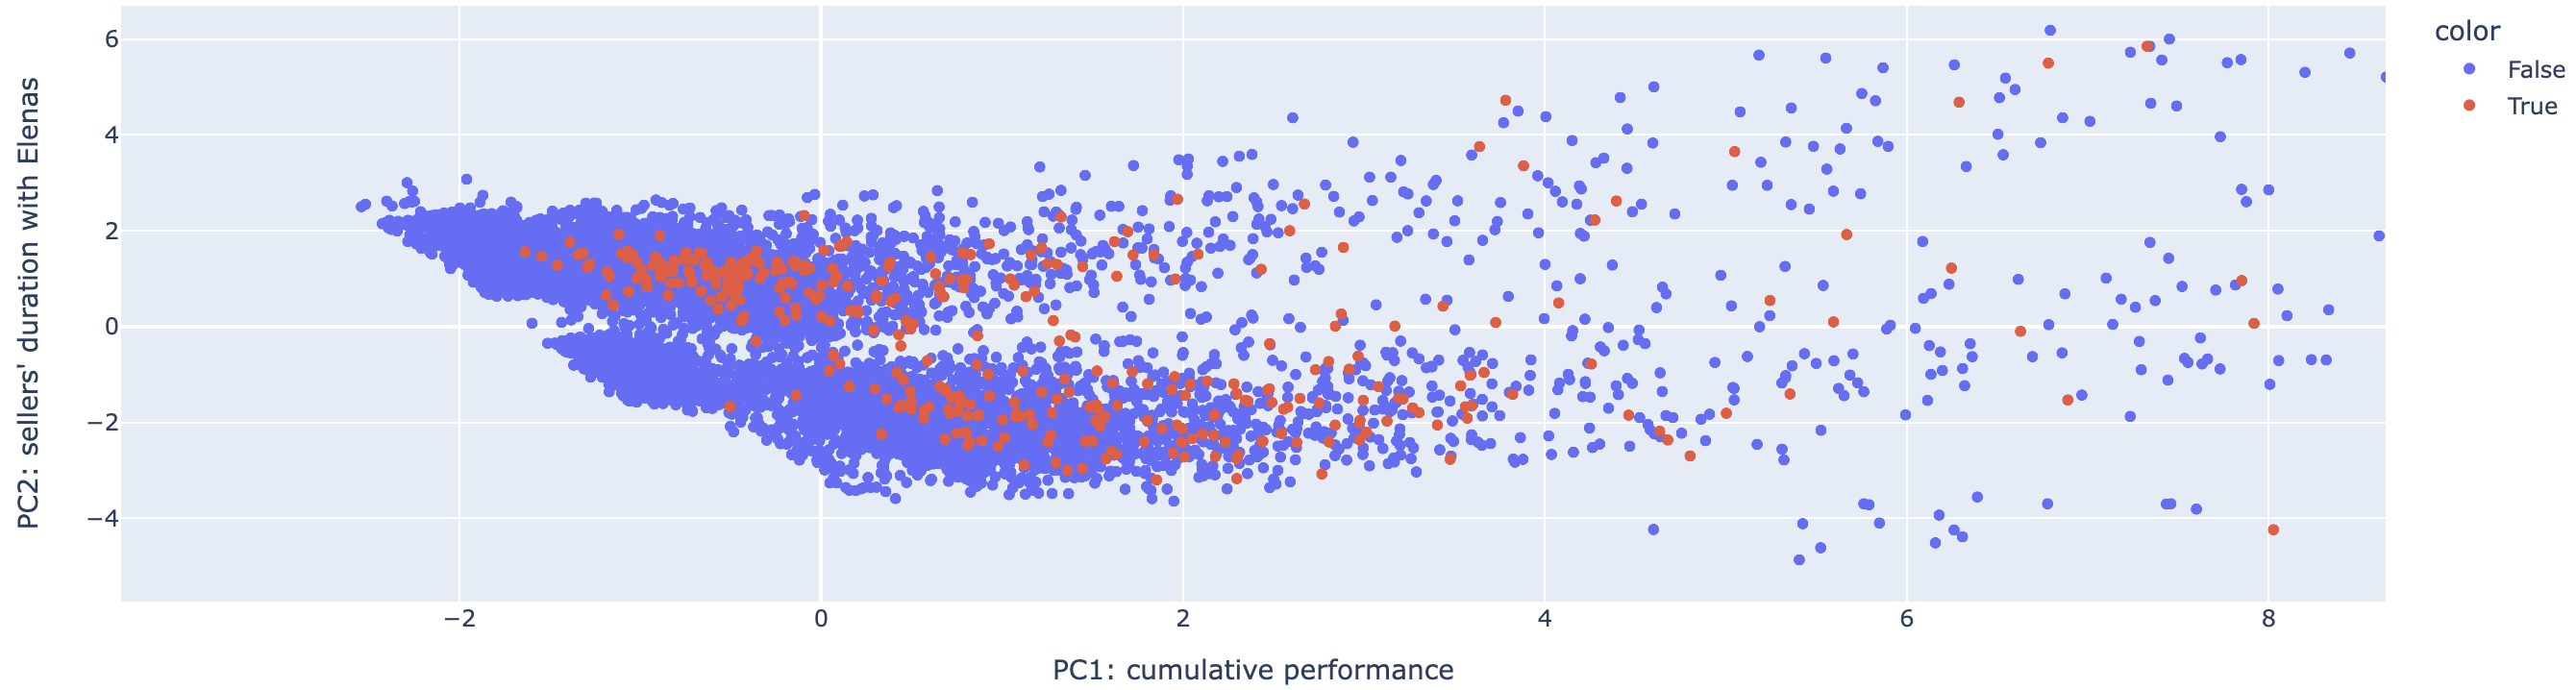 6
4
2
0
−2
−4
PC2: sellers' duration with Elenas
−2
0
2
4
6
8
PC1: cumulative performance
color
False
True